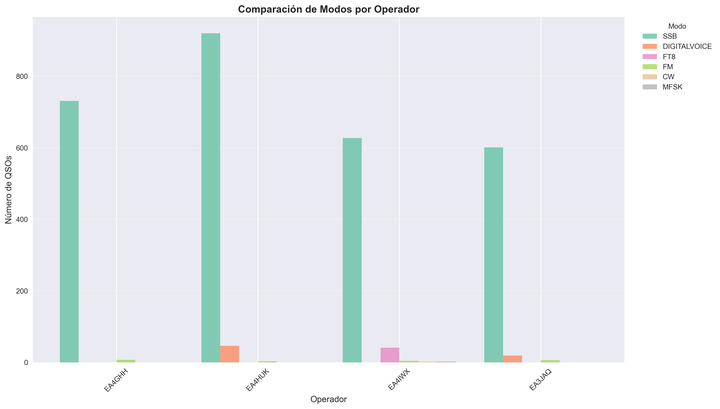 Comparación de Modos por Operador
Modo
SSB
DIGITALVOICE
FT8
FM
CW
MFSK
Número de QSOs
800
600
400
200
0
EA4GHH
EA4HUK
EA4IWX
EA3JAQ
Operador